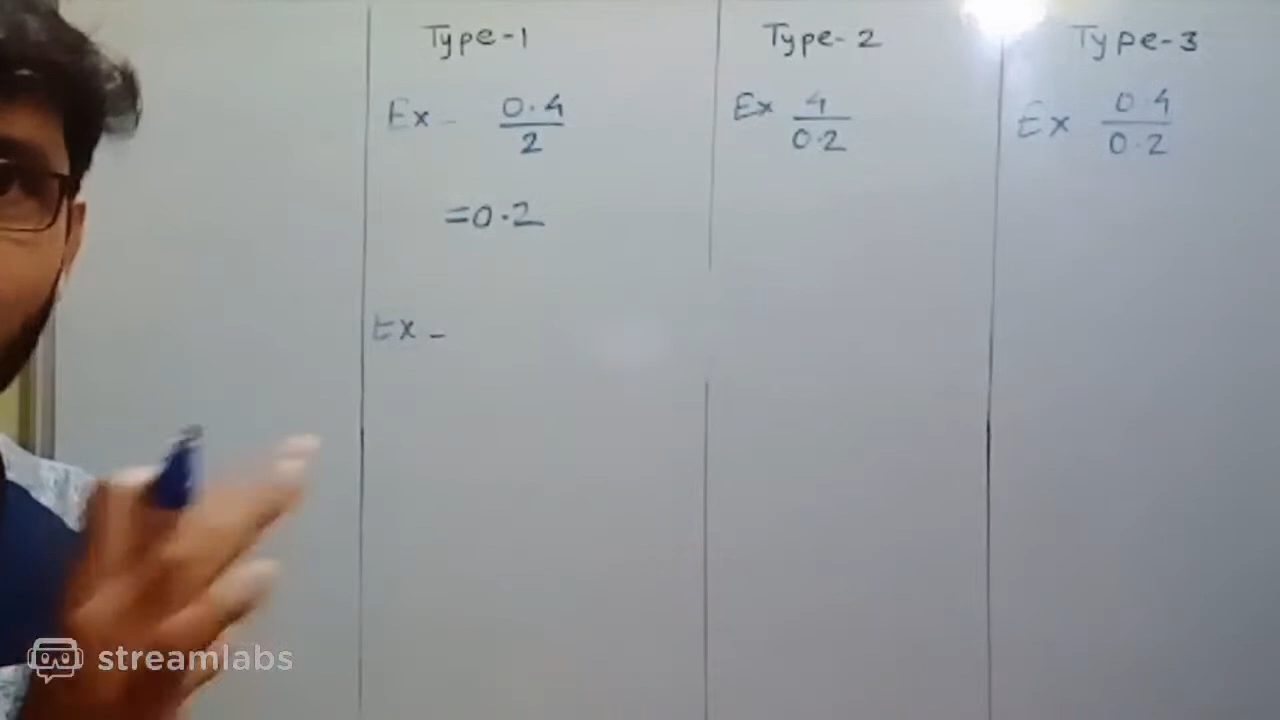 Type-1
Ex - 0.4/2
=0.2
Ex -
Type-2
Ex 4/0.2
Type-3
Ex 0.4/0.2
streamlabs